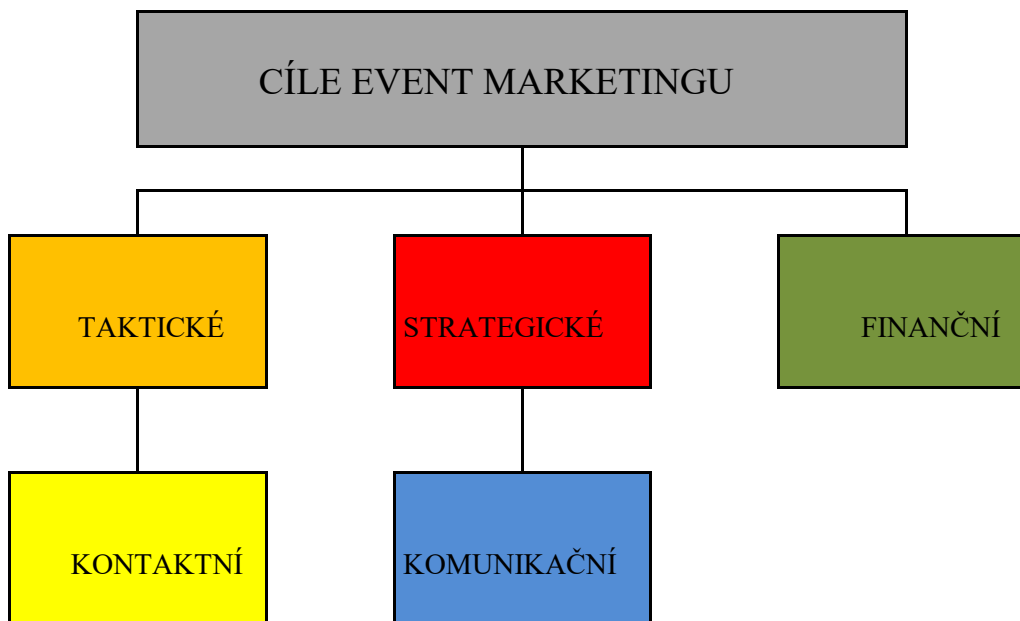 CÍLE EVENT MARKETINGU
TAKTICKÉ
STRATEGICKÉ
FINANČNÍ
KONTAKTNÍ
KOMUNIKAČNÍ